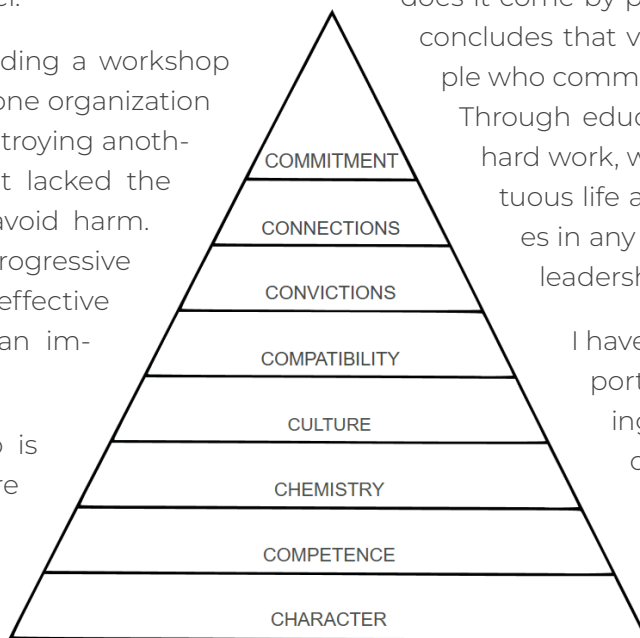 ding a workshop
one organization
troying anoth-
t lacked the
avoid harm.
rogressive
effective
an im-
is
re
COMMITMENT
CONNECTIONS
CONVICTIONS
COMPATIBILITY
CULTURE
CHEMISTRY
COMPETENCE
CHARACTER
does it come by p
concludes that v
ple who comm
Through educ
hard work, w
tuous life a
es in any
leadersh
I have
port
ing